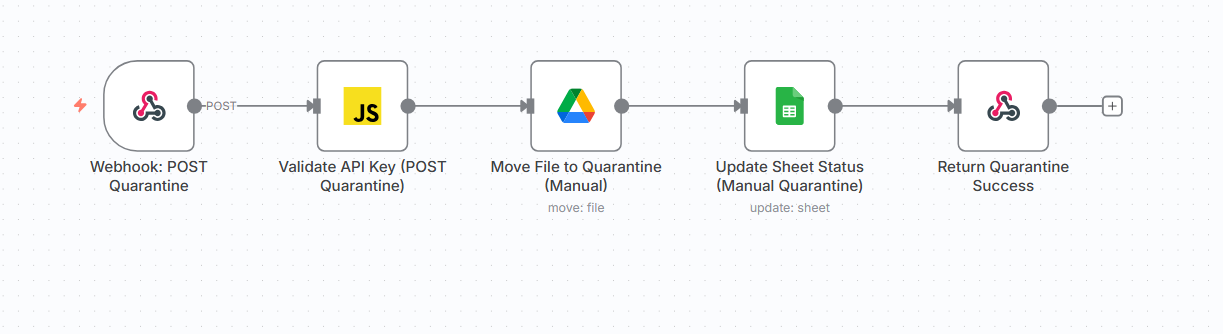 POST
JS
Webhook: POST
Quarantine
Validate API Key (POST
Quarantine)
Move File to Quarantine
(Manual)
move: file
Update Sheet Status
(Manual Quarantine)
update: sheet
Return Quarantine
Success